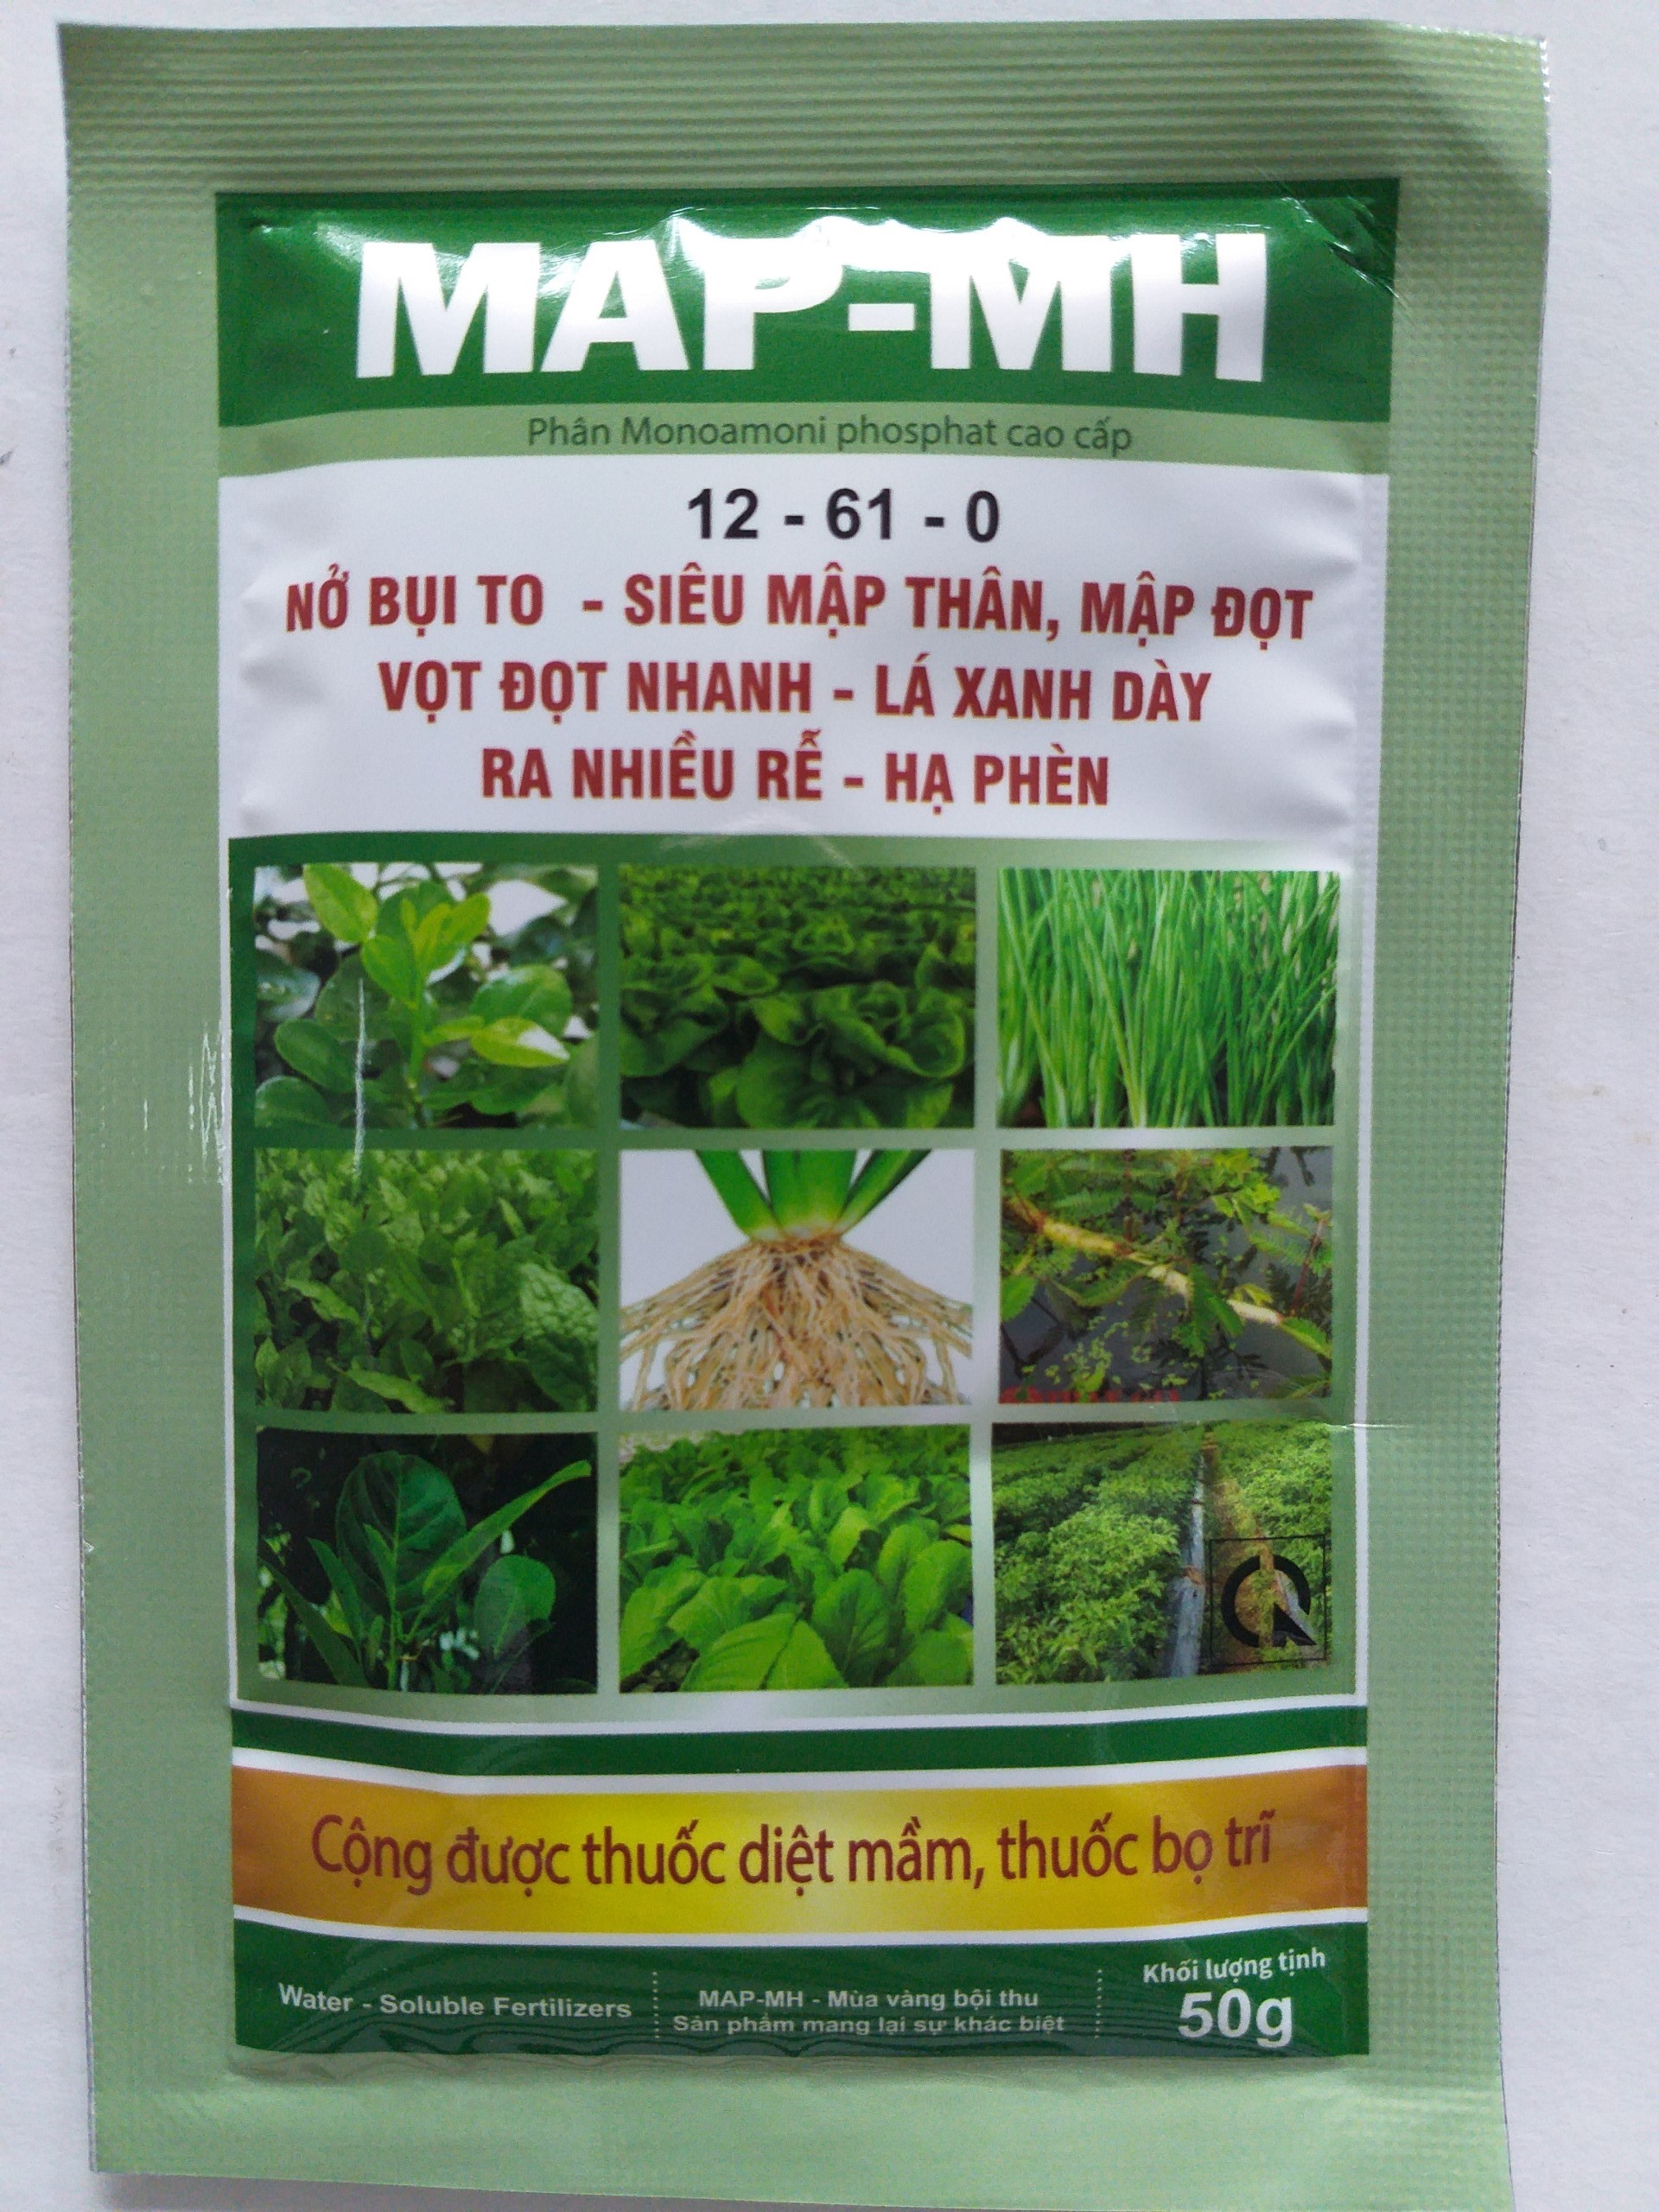 MAP-MH
Phân Monoamoni phosphat cao cấp
12 - 61 - 0
NỞ BỤI TO - SIÊU MẬP THÂN, MẬP ĐỌT
VỌT ĐỌT NHANH - LÁ XANH DÀY
RA NHIỀU RỄ - HẠ PHÈN
Cộng được thuốc diệt mầm, thuốc bọ trĩ
Water - Soluble Fertilizers
MAP-MH - Mùa vàng bội thu
Sản phẩm mang lại sự khác biệt
Khối lượng tịnh
50g